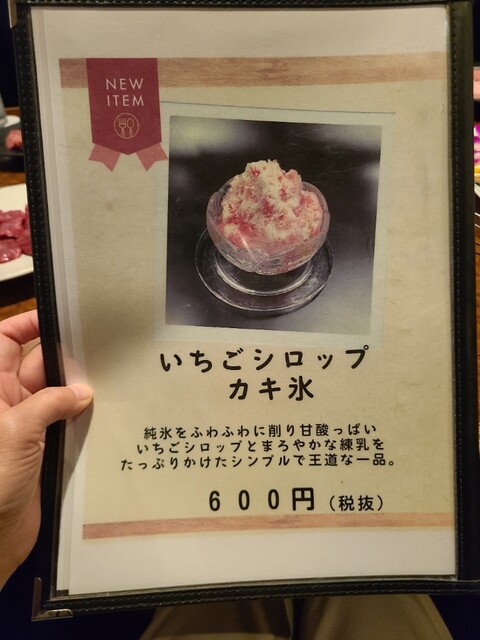 NEW
ITEM
いちごシロップ
カキ氷
純氷をふわふわに削り甘酸っぱい
いちごシロップとまろやかな練乳を
たっぷりかけたシンプルで王道な一品。
600円(税抜)